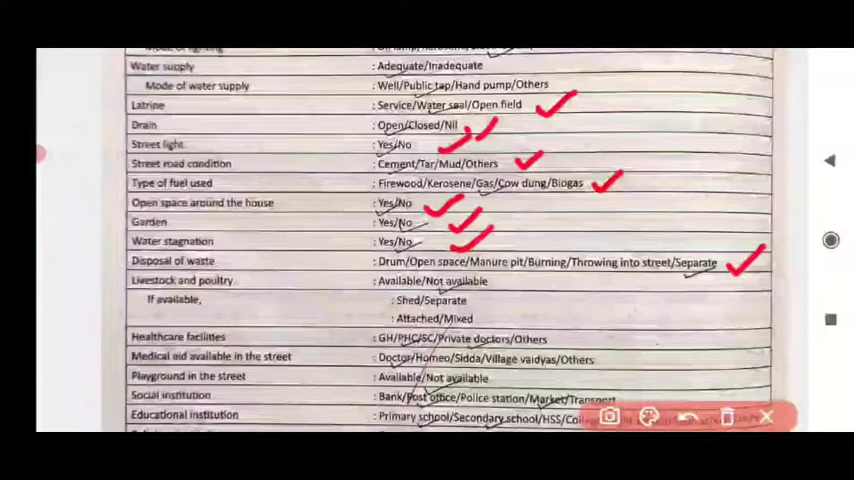 Water supply : Adequate/Inadequate
Mode of water supply : Well/Public tap/Hand pump/Others
Latrine : Service/Water seal/Open field
Drain : Open/Closed/Nil
Street light : Yes/No
Street road condition : Cement/Tar/Mud/Others
Type of fuel used : Firewood/Kerosene/Gas/Cow dung/Biogas
Open space around the house : Yes/No
Garden : Yes/No
Water stagnation : Yes/No
Disposal of waste : Drum/Open space/Manure pit/Burning/Throwing into street/Separate
Livestock and poultry : Available/Not available
If available, : Shed/Separate
: Attached/Mixed
Healthcare facilities : GH/PHC/SC/Private doctors/Others
Medical aid available in the street : Doctor/Homeo/Sidda/Village vaidyas/Others
Playground in the street : Available/Not available
Social institution : Bank/Post office/Police station/Market/Transport
Educational institution : Primary school/Secondary school/HSS/